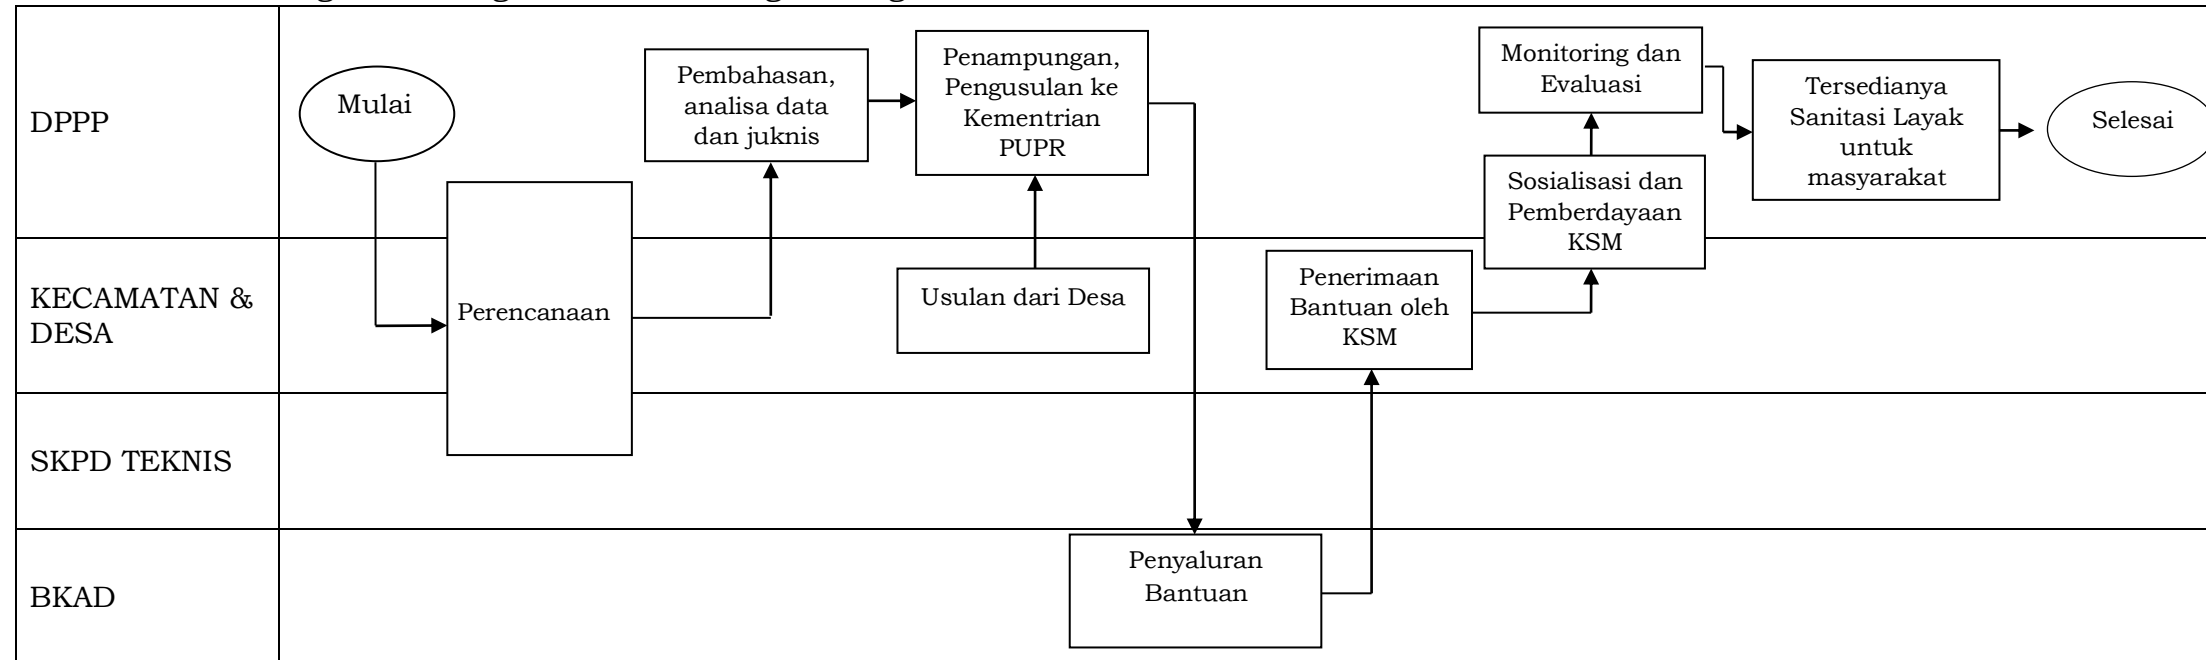 DPPP
Mulai
Pembahasan,
analisa data
dan juknis
Penampungan,
Pengusulan ke
Kementrian
PUPR
Monitoring dan
Evaluasi
Tersedianya
Sanitasi Layak
untuk
masyarakat
Selesai
Sosialisasi dan
Pemberdayaan
KSM
KECAMATAN &
DESA
Perencanaan
Usulan dari Desa
Penerimaan
Bantuan oleh
KSM
SKPD TEKNIS
BKAD
Penyaluran
Bantuan